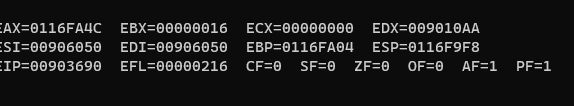 EAX=0116FA4C  EBX=00000016  ECX=00000000  EDX=009010AA
ESI=00906050  EDI=00906050  EBP=0116FA04  ESP=0116F9F8
EIP=00903690  EFL=00000216  CF=0  SF=0  ZF=0  OF=0  AF=1  PF=1